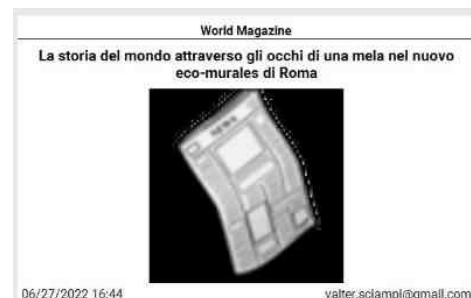 World Magazine
La storia del mondo attraverso gli occhi di una mela nel nuovo
eco-murales di Roma
NEWS
06/27/2022 16:44
valter.sciampi@gmail.com